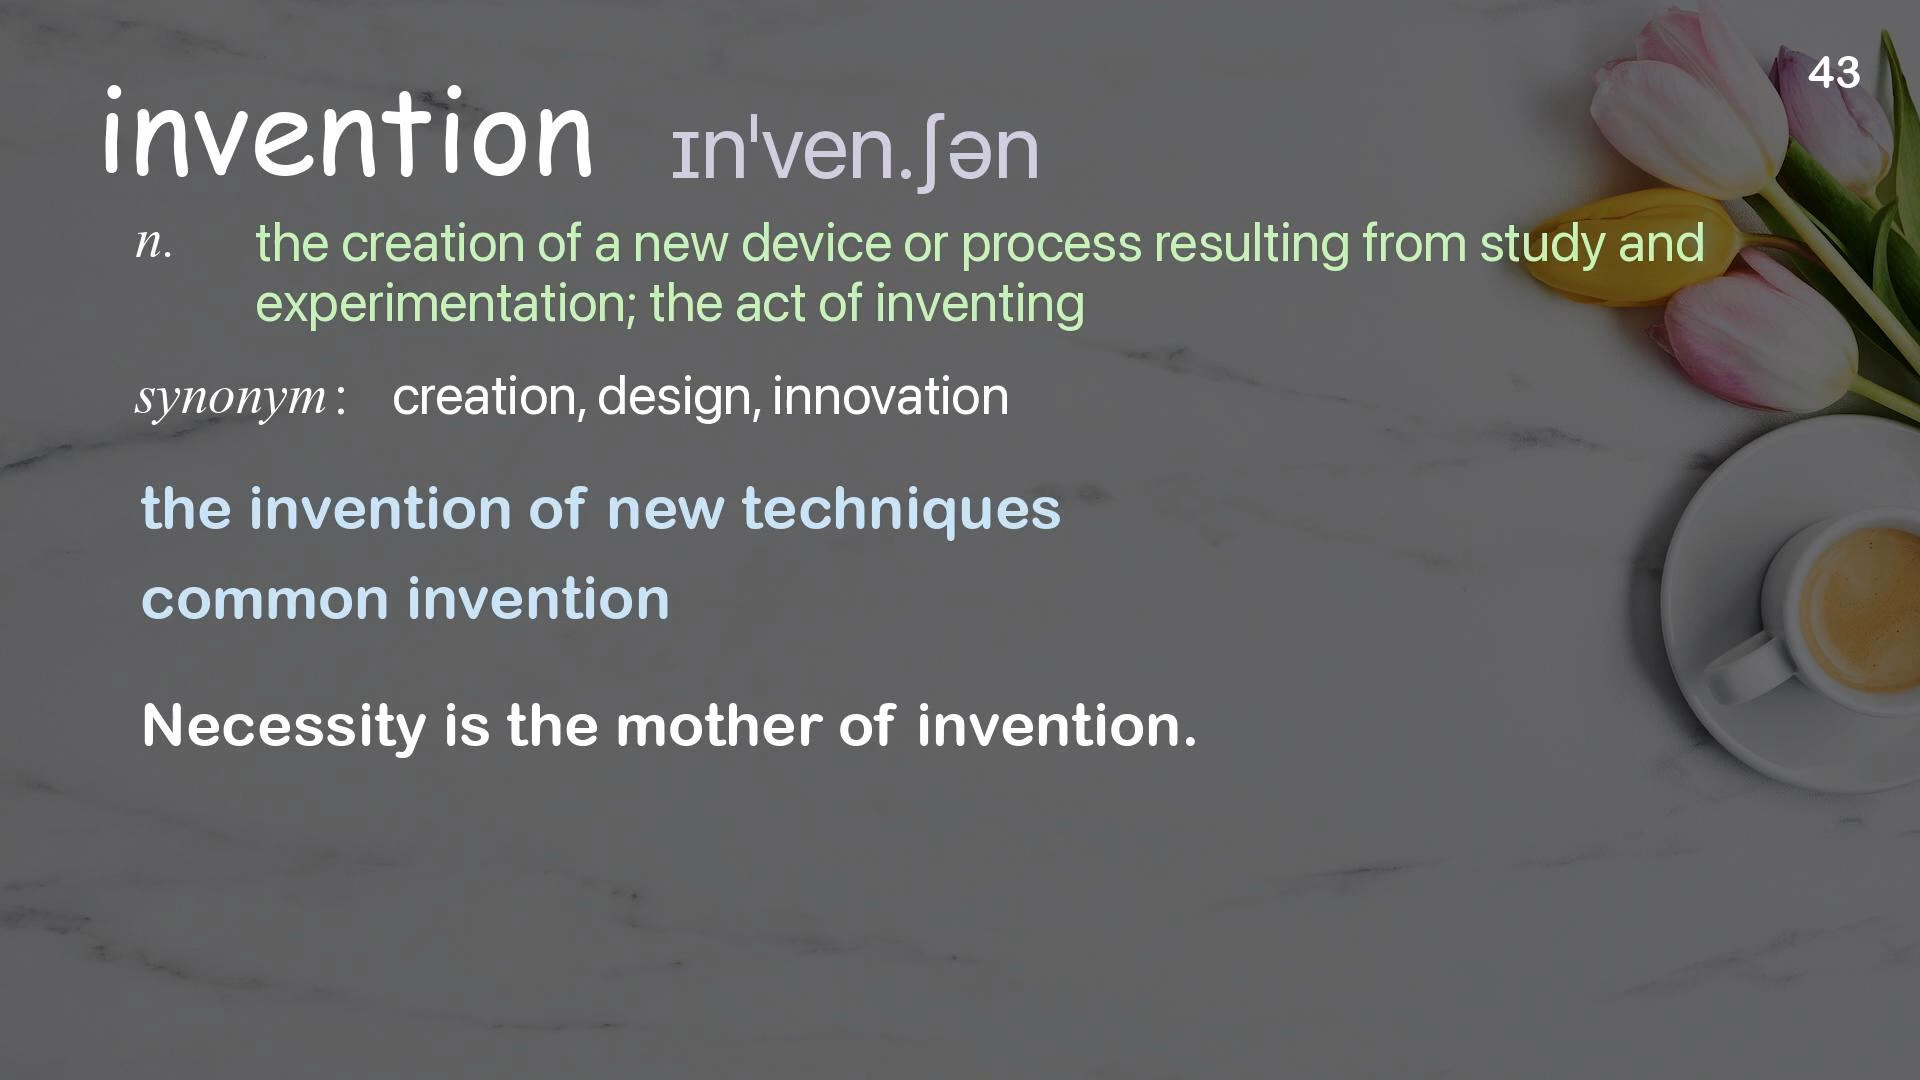 43
invention ɪnˈven.ʃən
n. the creation of a new device or process resulting from study and
experimentation; the act of inventing
synonym: creation, design, innovation
the invention of new techniques
common invention
Necessity is the mother of invention.